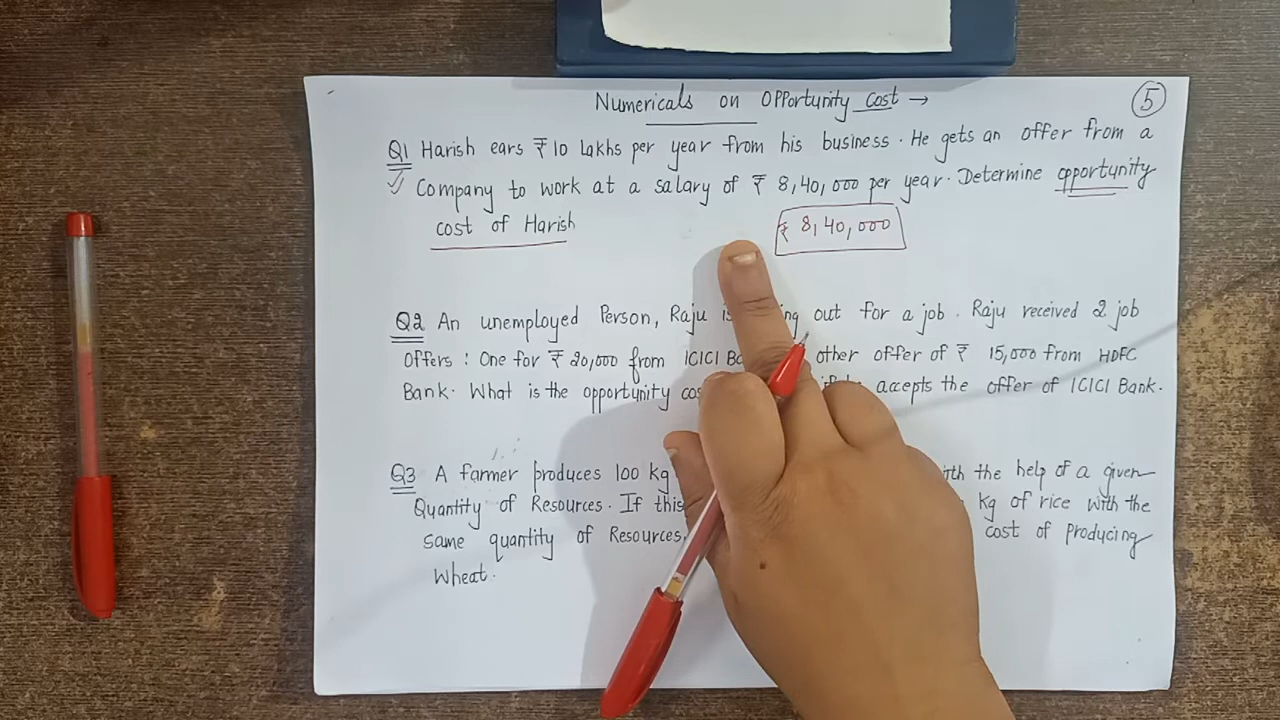 Numericals on Opportunity Cost → 5
Q1 Harish ears ₹ 10 Lakhs per year from his business. He gets an offer from a
Company to work at a salary of ₹ 8,40,000 per year. Determine opportunity
cost of Harish ₹ 8,40,000
Q2 An unemployed Person, Raju out for a job. Raju received 2 job
Offers: One for ₹ 20,000 from ICICI other offer of ₹ 15,000 from HDFC
Bank. What is the opportunity accepts the offer of ICICI Bank.
Q3 A farmer produces 100 kg the help of a given
Quantity of Resources. If this kg of rice with the
same quantity of Resources, cost of Producing
Wheat.